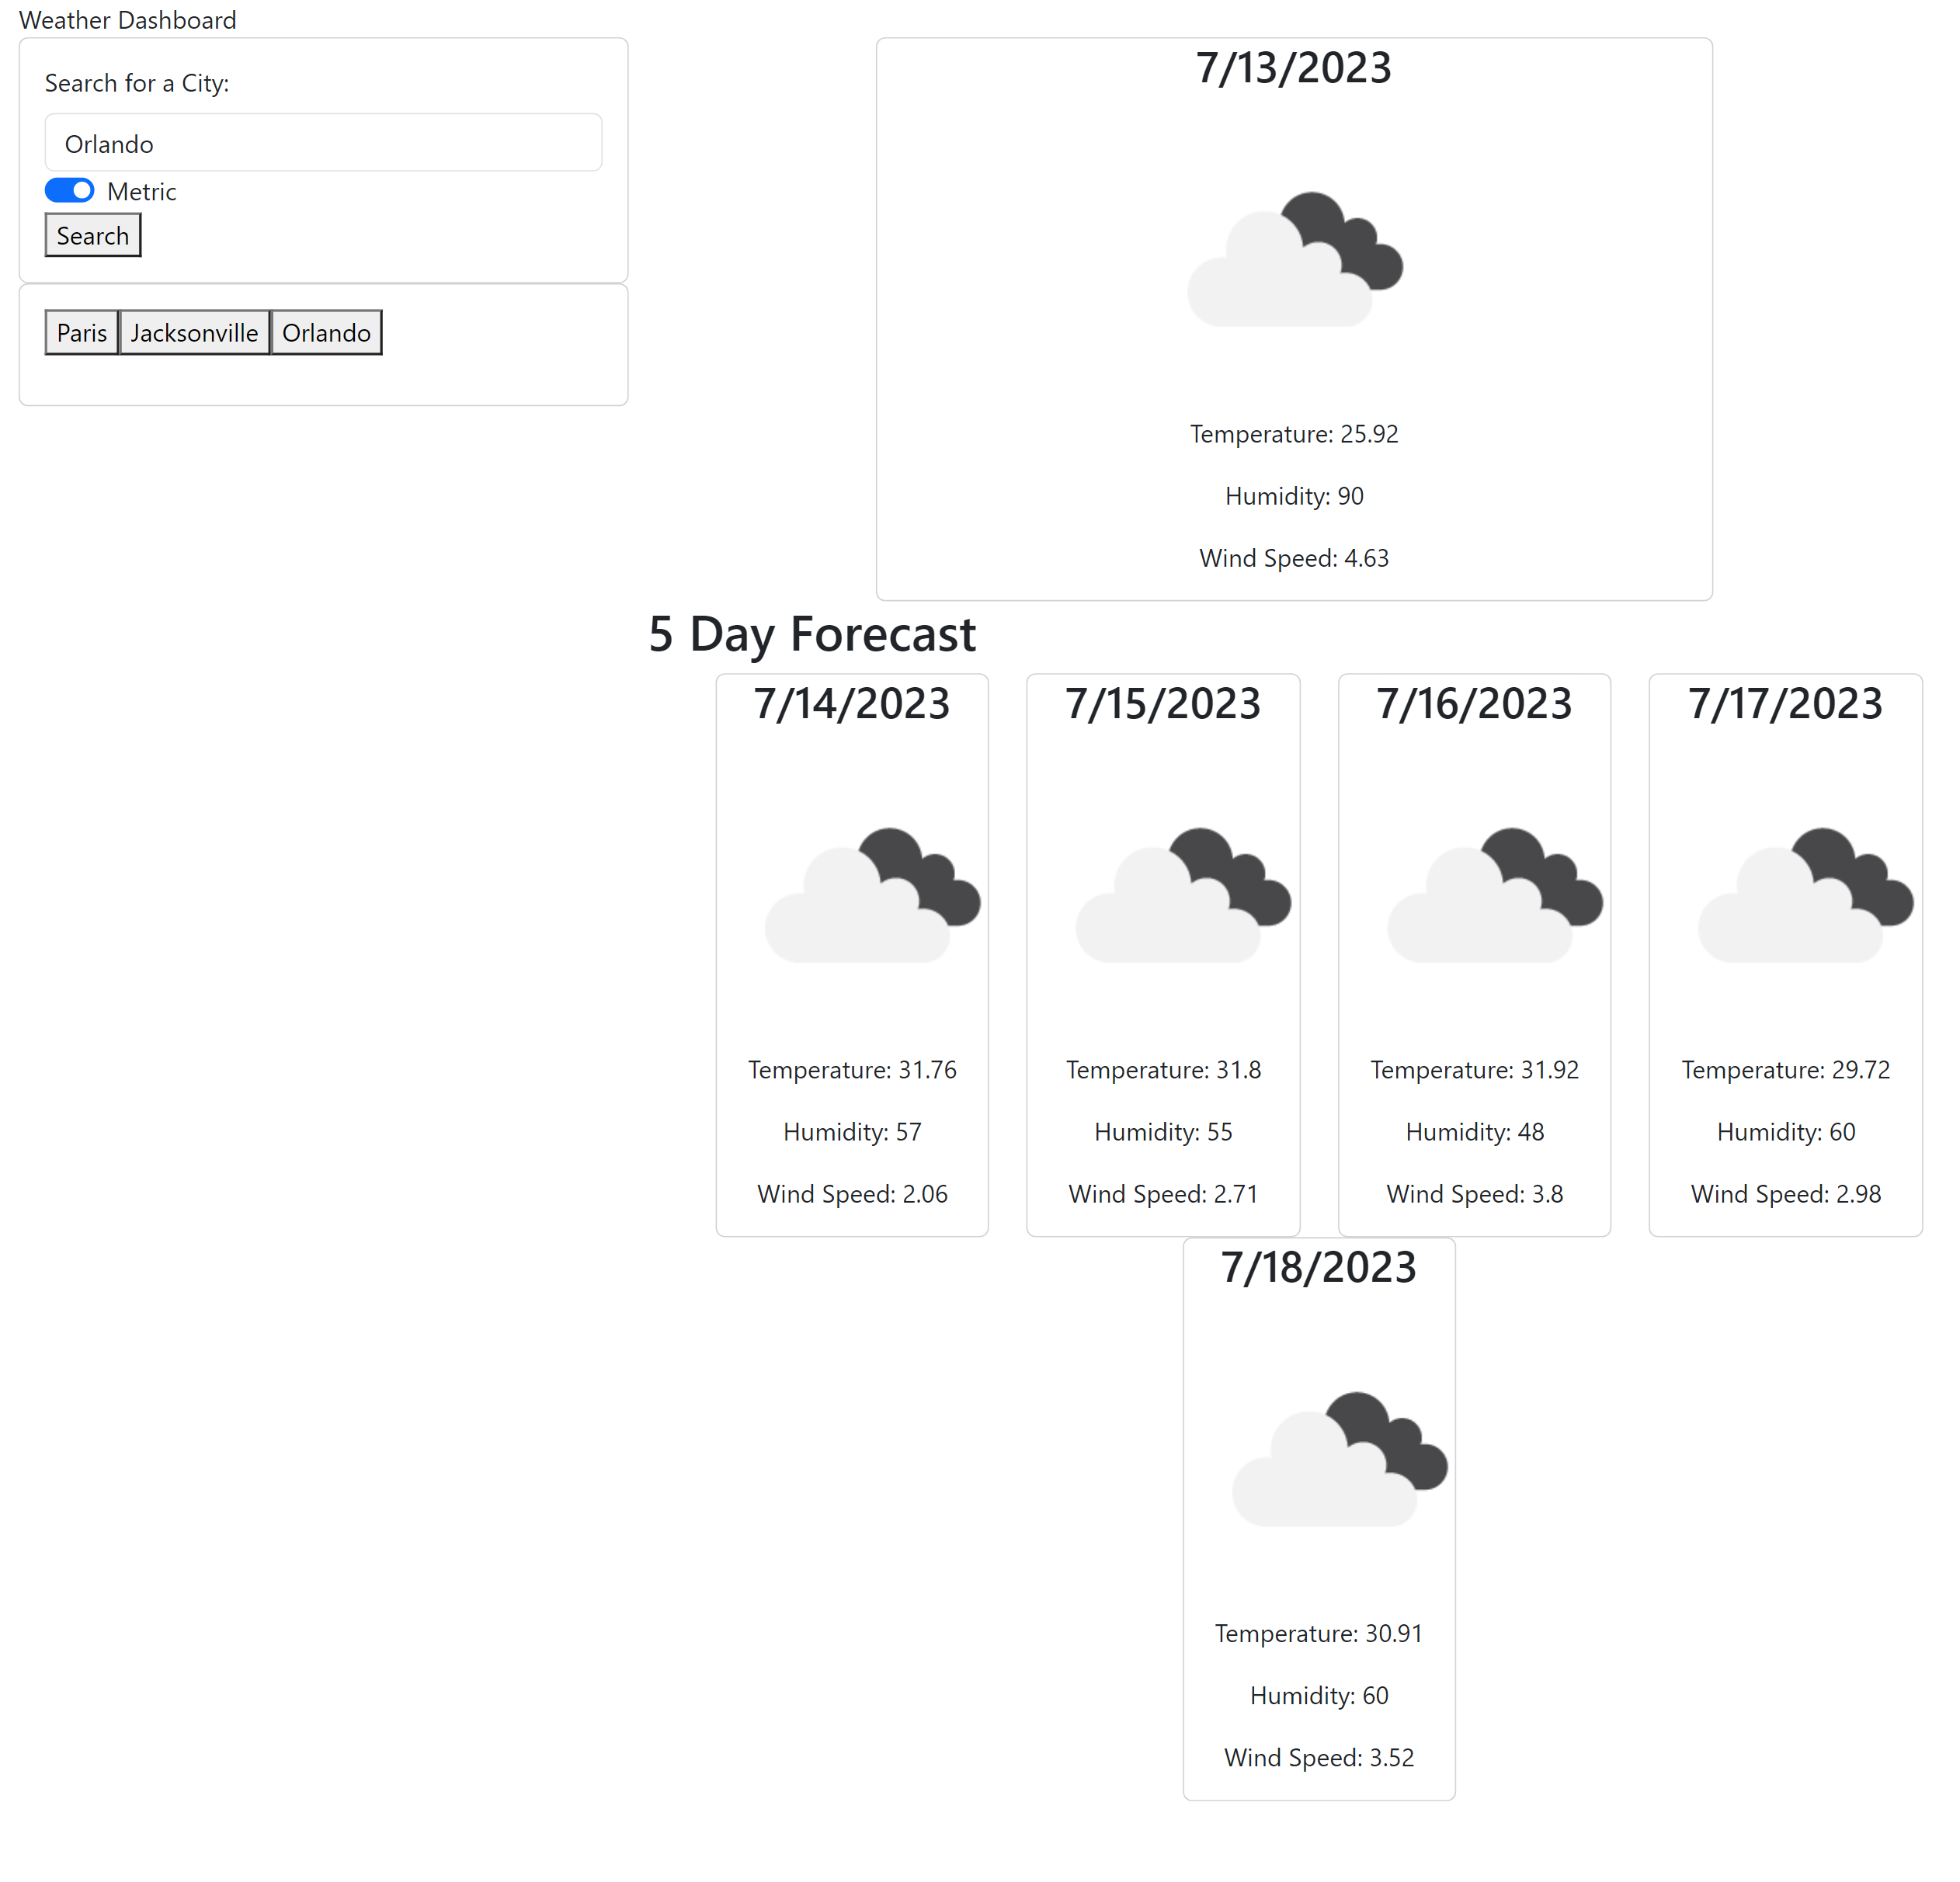 Weather Dashboard
Search for a City:
Orlando
Metric
Search
Paris Jacksonville Orlando
7/13/2023
Temperature: 25.92
Humidity: 90
Wind Speed: 4.63
5 Day Forecast
7/14/2023
Temperature: 31.76
Humidity: 57
Wind Speed: 2.06
7/15/2023
Temperature: 31.8
Humidity: 55
Wind Speed: 2.71
7/16/2023
Temperature: 31.92
Humidity: 48
Wind Speed: 3.8
7/17/2023
Temperature: 29.72
Humidity: 60
Wind Speed: 2.98
7/18/2023
Temperature: 30.91
Humidity: 60
Wind Speed: 3.52